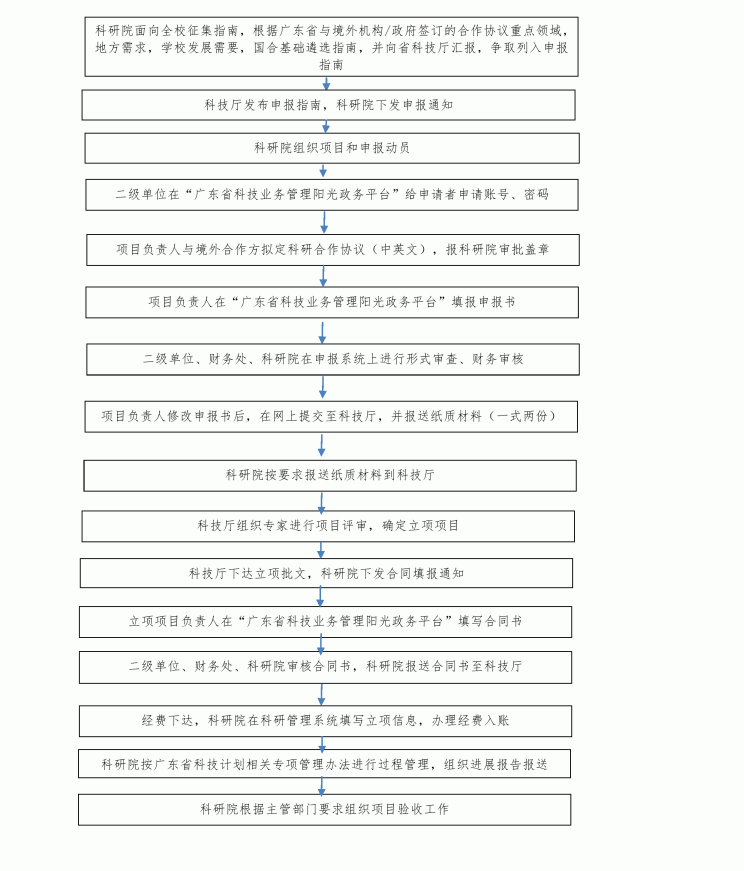 科研院面向全校征集指南，根据广东省与境外机构/政府签订的合作协议重点领域，
地方需求，学校发展需要，国合基础遴选指南，并向省科技厅汇报，争取列入申报
指南
科技厅发布申报指南，科研院下发申报通知
科研院组织项目和申报动员
二级单位在“广东省科技业务管理阳光政务平台”给申请者申请账号、密码
项目负责人与境外合作方拟定科研合作协议（中英文），报科研院审批盖章
项目负责人在“广东省科技业务管理阳光政务平台”填报申报书
二级单位、财务处、科研院在申报系统上进行形式审查、财务审核
项目负责人修改申报书后，在网上提交至科技厅，并报送纸质材料（一式两份）
科研院按要求报送纸质材料到科技厅
科技厅组织专家进行项目评审，确定立项项目
科技厅下达立项批文，科研院下发合同填报通知
立项项目负责人在“广东省科技业务管理阳光政务平台”填写合同书
二级单位、财务处、科研院审核合同书，科研院报送合同书至科技厅
经费下达，科研院在科研管理系统填写立项信息，办理经费入账
科研院按广东省科技计划相关专项管理办法进行过程管理，组织进展报告报送
科研院根据主管部门要求组织项目验收工作